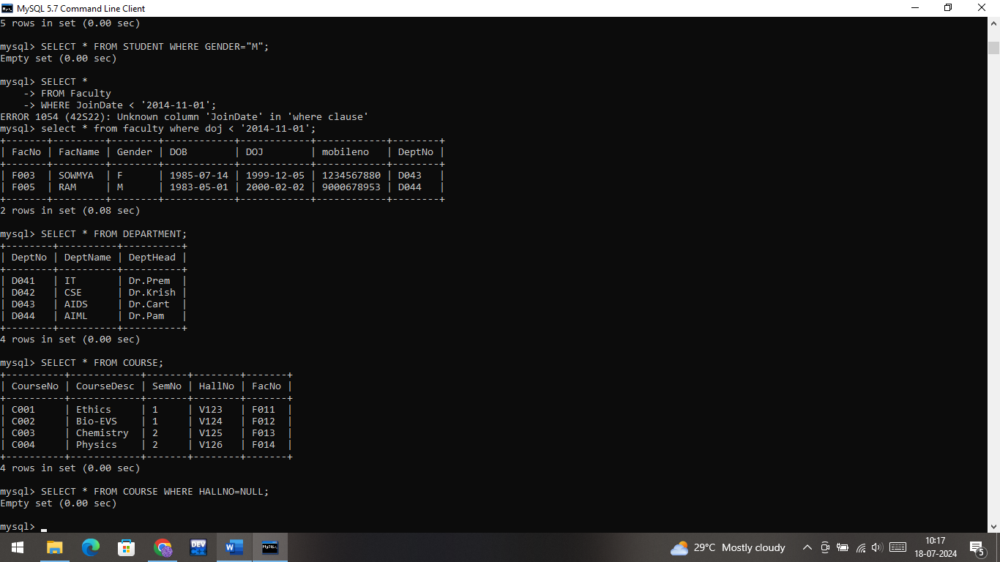 MySQL 5.7 Command Line Client
5 rows in set (0.00 sec)
mysql> SELECT * FROM STUDENT WHERE GENDER="M";
Empty set (0.00 sec)
mysql> SELECT *
    -> FROM Faculty
    -> WHERE JoinDate < '2014-11-01';
ERROR 1054 (42S22): Unknown column 'JoinDate' in 'where clause'
mysql> select * from faculty where doj < '2014-11-01';
+-------+---------+--------+------------+------------+------------+--------+
| FacNo | FacName | Gender | DOB        | DOJ        | mobileno   | DeptNo |
+-------+---------+--------+------------+------------+------------+--------+
| F003  | SOWMYA  | F      | 1985-07-14 | 1999-12-05 | 1234567880 | D043   |
| F005  | RAM     | M      | 1983-05-01 | 2000-02-02 | 9000678953 | D044   |
+-------+---------+--------+------------+------------+------------+--------+
2 rows in set (0.08 sec)
mysql> SELECT * FROM DEPARTMENT;
+--------+----------+----------+
| DeptNo | DeptName | DeptHead |
+--------+----------+----------+
| D041   | IT       | Dr.Prem  |
| D042   | CSE      | Dr.Krish |
| D043   | AIDS     | Dr.Cart  |
| D044   | AIML     | Dr.Pam   |
+--------+----------+----------+
4 rows in set (0.00 sec)
mysql> SELECT * FROM COURSE;
+----------+------------+-------+--------+-------+
| CourseNo | CourseDesc | SemNo | HallNo | FacNo |
+----------+------------+-------+--------+-------+
| C001     | Ethics     | 1     | V123   | F011  |
| C002     | Bio-EVS    | 1     | V124   | F012  |
| C003     | Chemistry  | 2     | V125   | F013  |
| C004     | Physics    | 2     | V126   | F014  |
+----------+------------+-------+--------+-------+
4 rows in set (0.00 sec)
mysql> SELECT * FROM COURSE WHERE HALLNO=NULL;
Empty set (0.00 sec)
mysql>
DEV
MySQL
29°C Mostly cloudy
10:17
18-07-2024
5